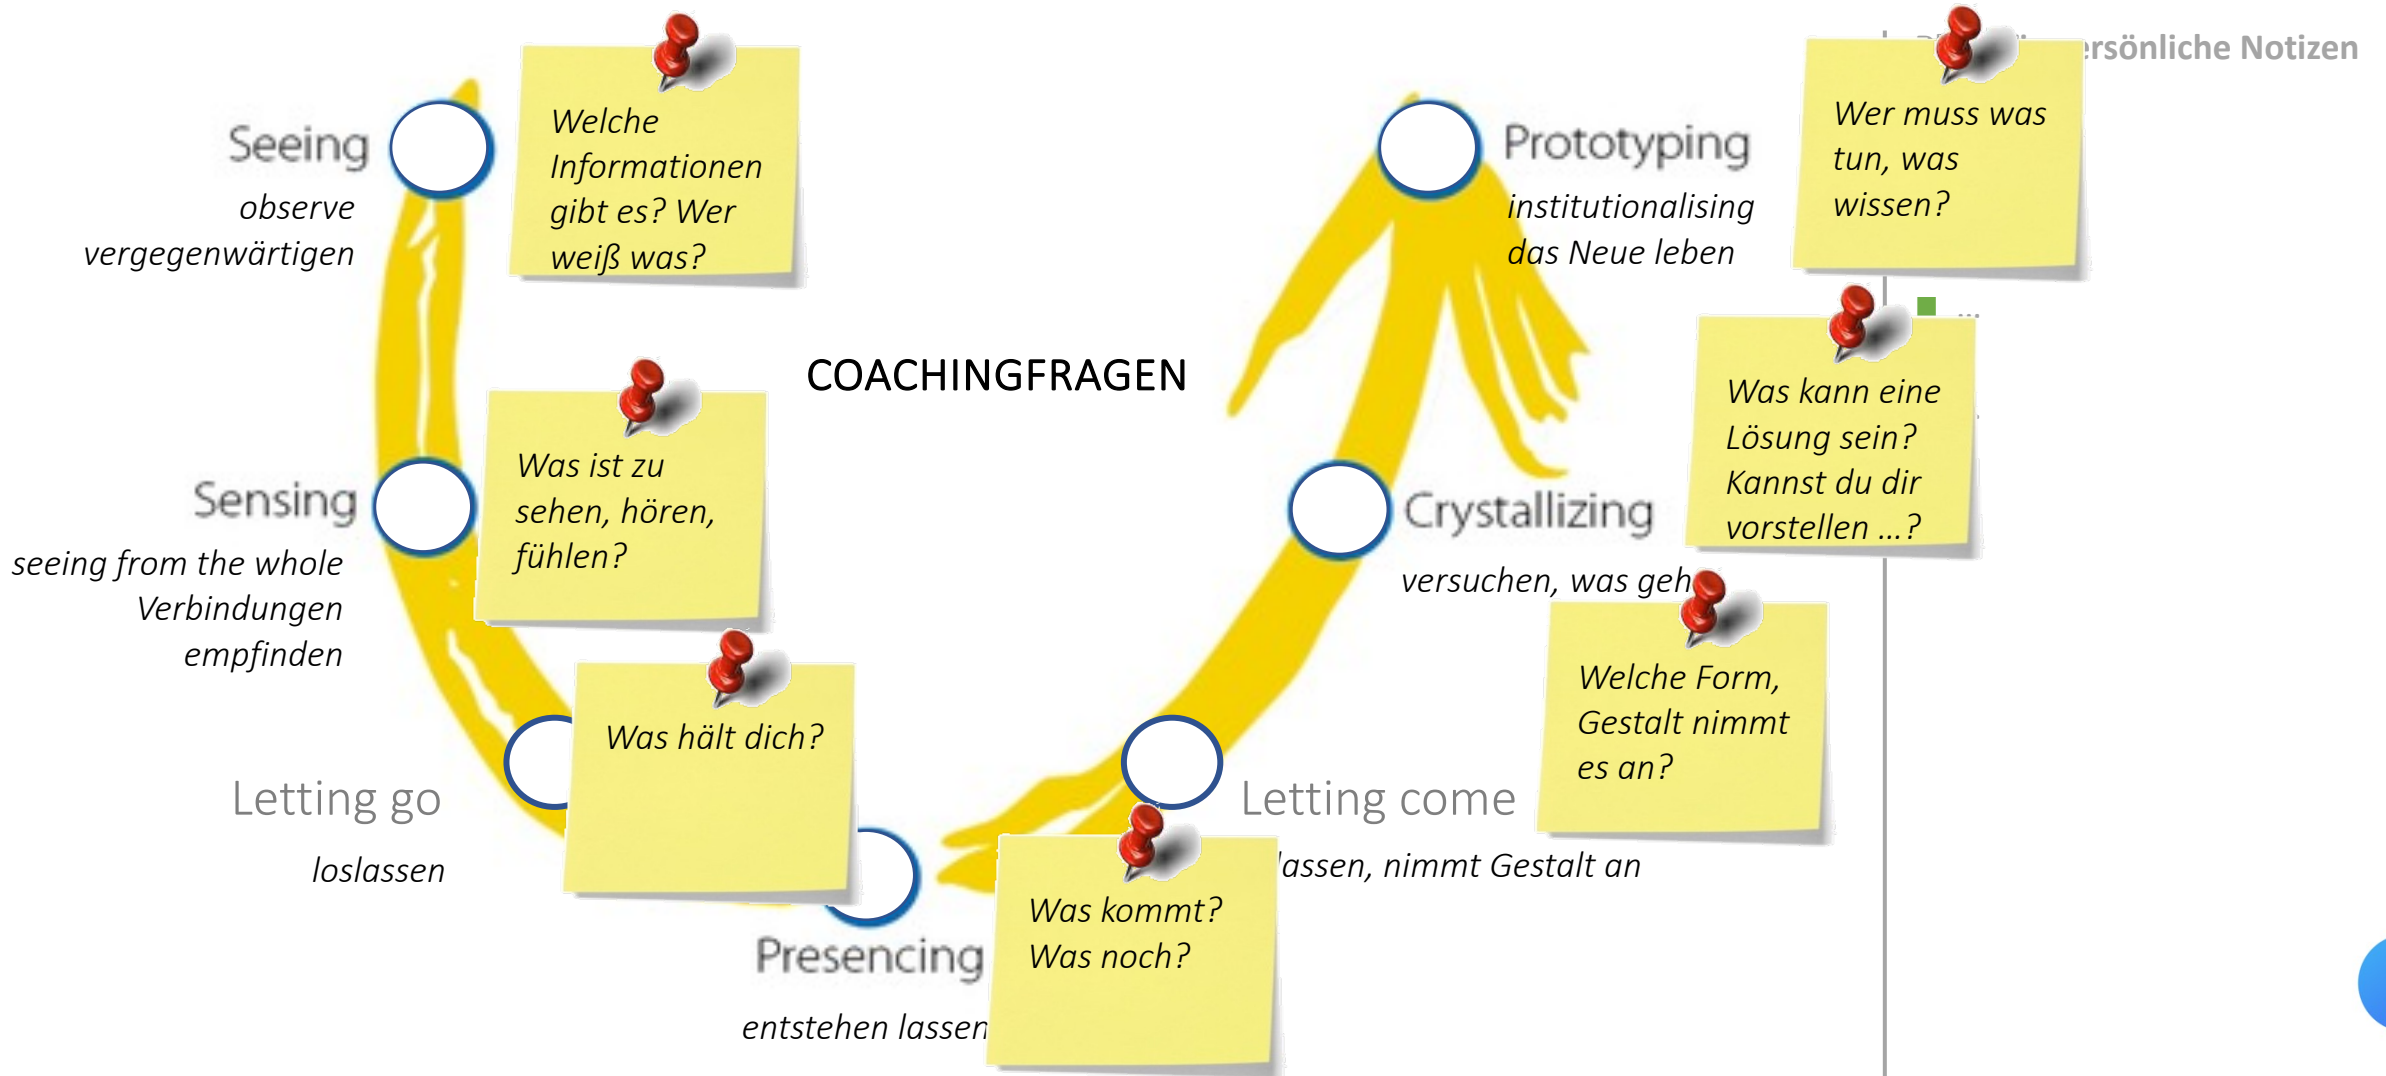 Seeing
observe
vergegenwärtigen
Welche
Informationen
gibt es? Wer
weiß was?
Sensing
seeing from the whole
Verbindungen
empfinden
Was ist zu
sehen, hören,
fühlen?
Letting go
loslassen
Was hält dich?
COACHINGFRAGEN
Presencing
entstehen lassen
Was kommt?
Was noch?
Letting come
lassen, nimmt Gestalt an
Welche Form,
Gestalt nimmt
es an?
Crystallizing
versuchen, was
Was kann eine
Lösung sein?
Kannst du dir
vorstellen ...?
Prototyping
institutionalising
das Neue leben
Wer muss was
tun, was
wissen?
Notizen
...